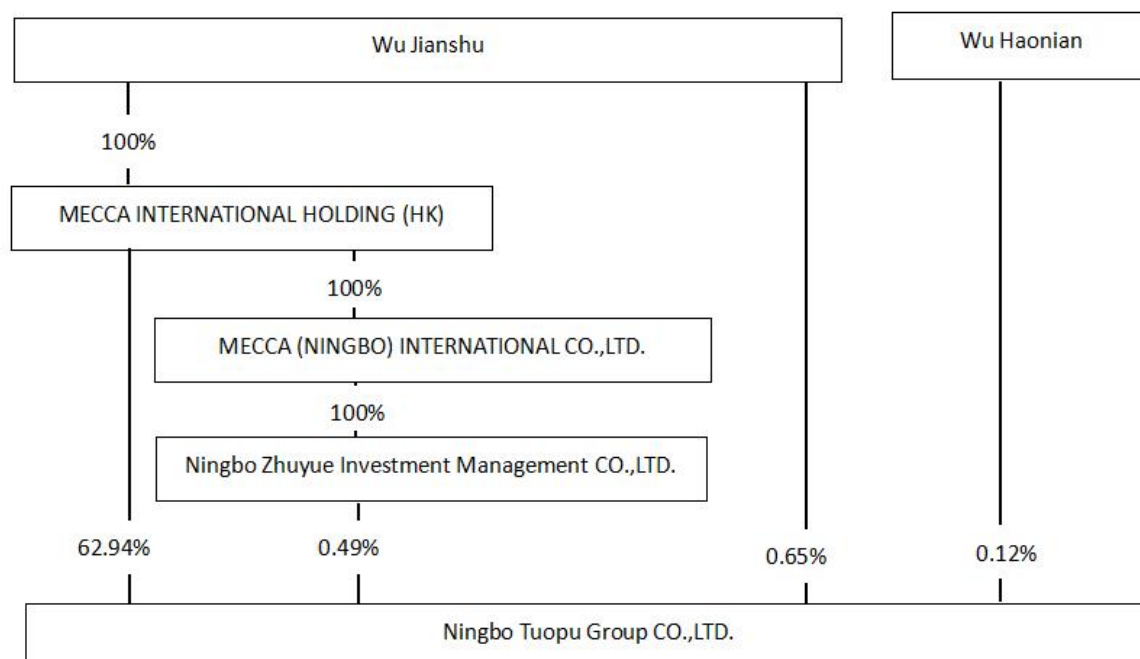 Wu Jianshu
Wu Haonian
100%
MECCA INTERNATIONAL HOLDING (HK)
100%
MECCA (NINGBO) INTERNATIONAL CO.,LTD.
100%
Ningbo Zhuyue Investment Management CO.,LTD.
62.94%
0.49%
0.65%
0.12%
Ningbo Tuopu Group CO.,LTD.